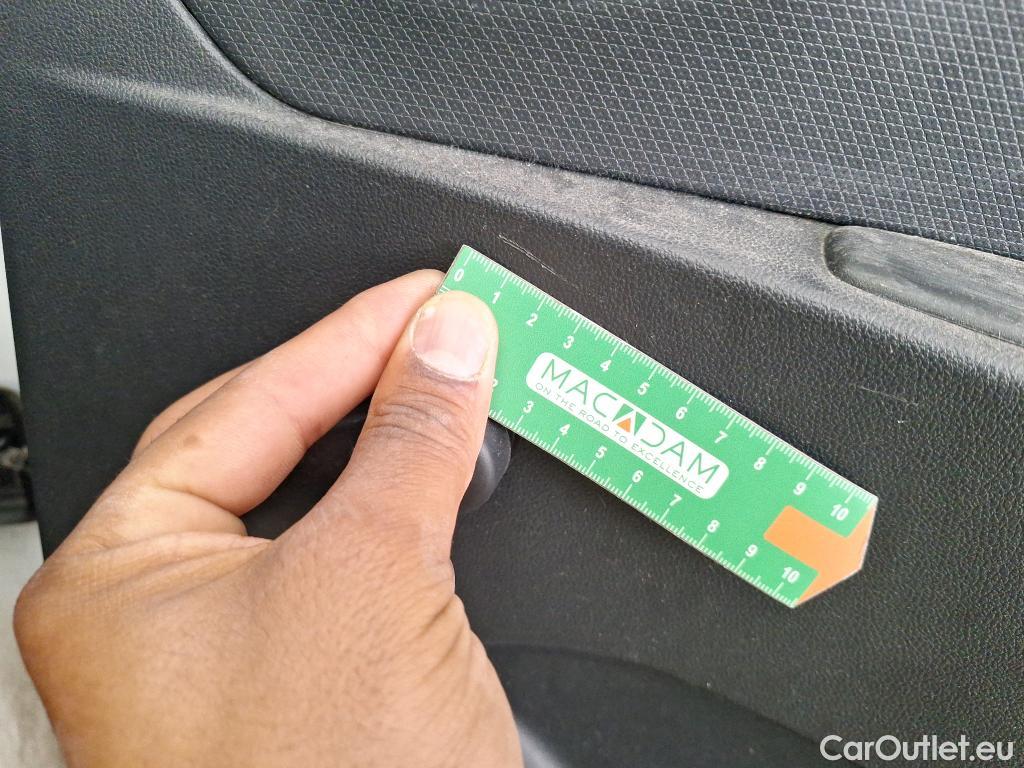 0 1 2 3 4 5 6 7 8 9 10
MACADAM
ON THE ROAD TO EXCELLENCE
3 4 5 6 7 8 9 10
CarOutlet.eu